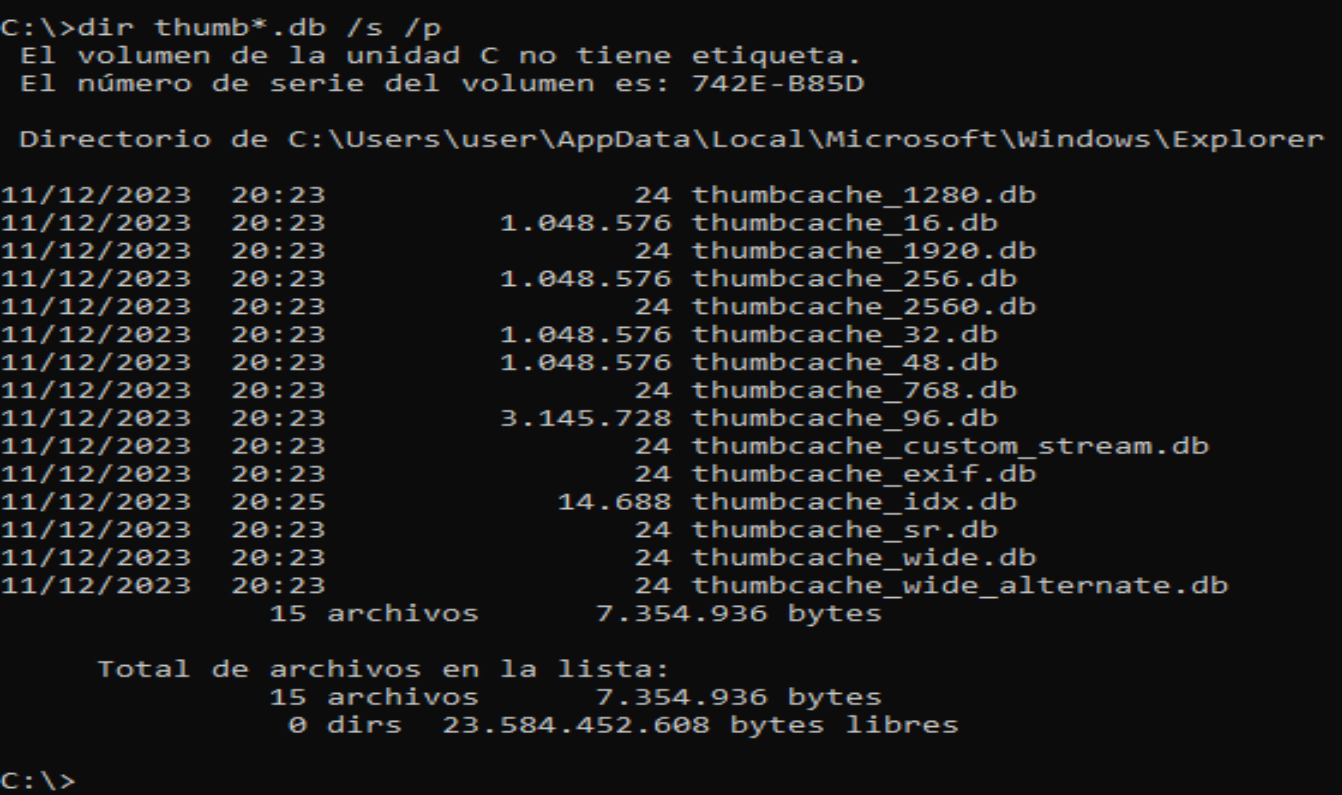 C:\>dir thumb*.db /s /p
 El volumen de la unidad C no tiene etiqueta.
 El número de serie del volumen es: 742E-B85D
 Directorio de C:\Users\user\AppData\Local\Microsoft\Windows\Explorer
11/12/2023  20:23                24 thumbcache_1280.db
11/12/2023  20:23         1.048.576 thumbcache_16.db
11/12/2023  20:23                24 thumbcache_1920.db
11/12/2023  20:23         1.048.576 thumbcache_256.db
11/12/2023  20:23                24 thumbcache_2560.db
11/12/2023  20:23         1.048.576 thumbcache_32.db
11/12/2023  20:23         1.048.576 thumbcache_48.db
11/12/2023  20:23                24 thumbcache_768.db
11/12/2023  20:23         3.145.728 thumbcache_96.db
11/12/2023  20:23                24 thumbcache_custom_stream.db
11/12/2023  20:23                24 thumbcache_exif.db
11/12/2023  20:25            14.688 thumbcache_idx.db
11/12/2023  20:23                24 thumbcache_sr.db
11/12/2023  20:23                24 thumbcache_wide.db
11/12/2023  20:23                24 thumbcache_wide_alternate.db
              15 archivos      7.354.936 bytes
     Total de archivos en la lista:
              15 archivos      7.354.936 bytes
               0 dirs  23.584.452.608 bytes libres
C:\>